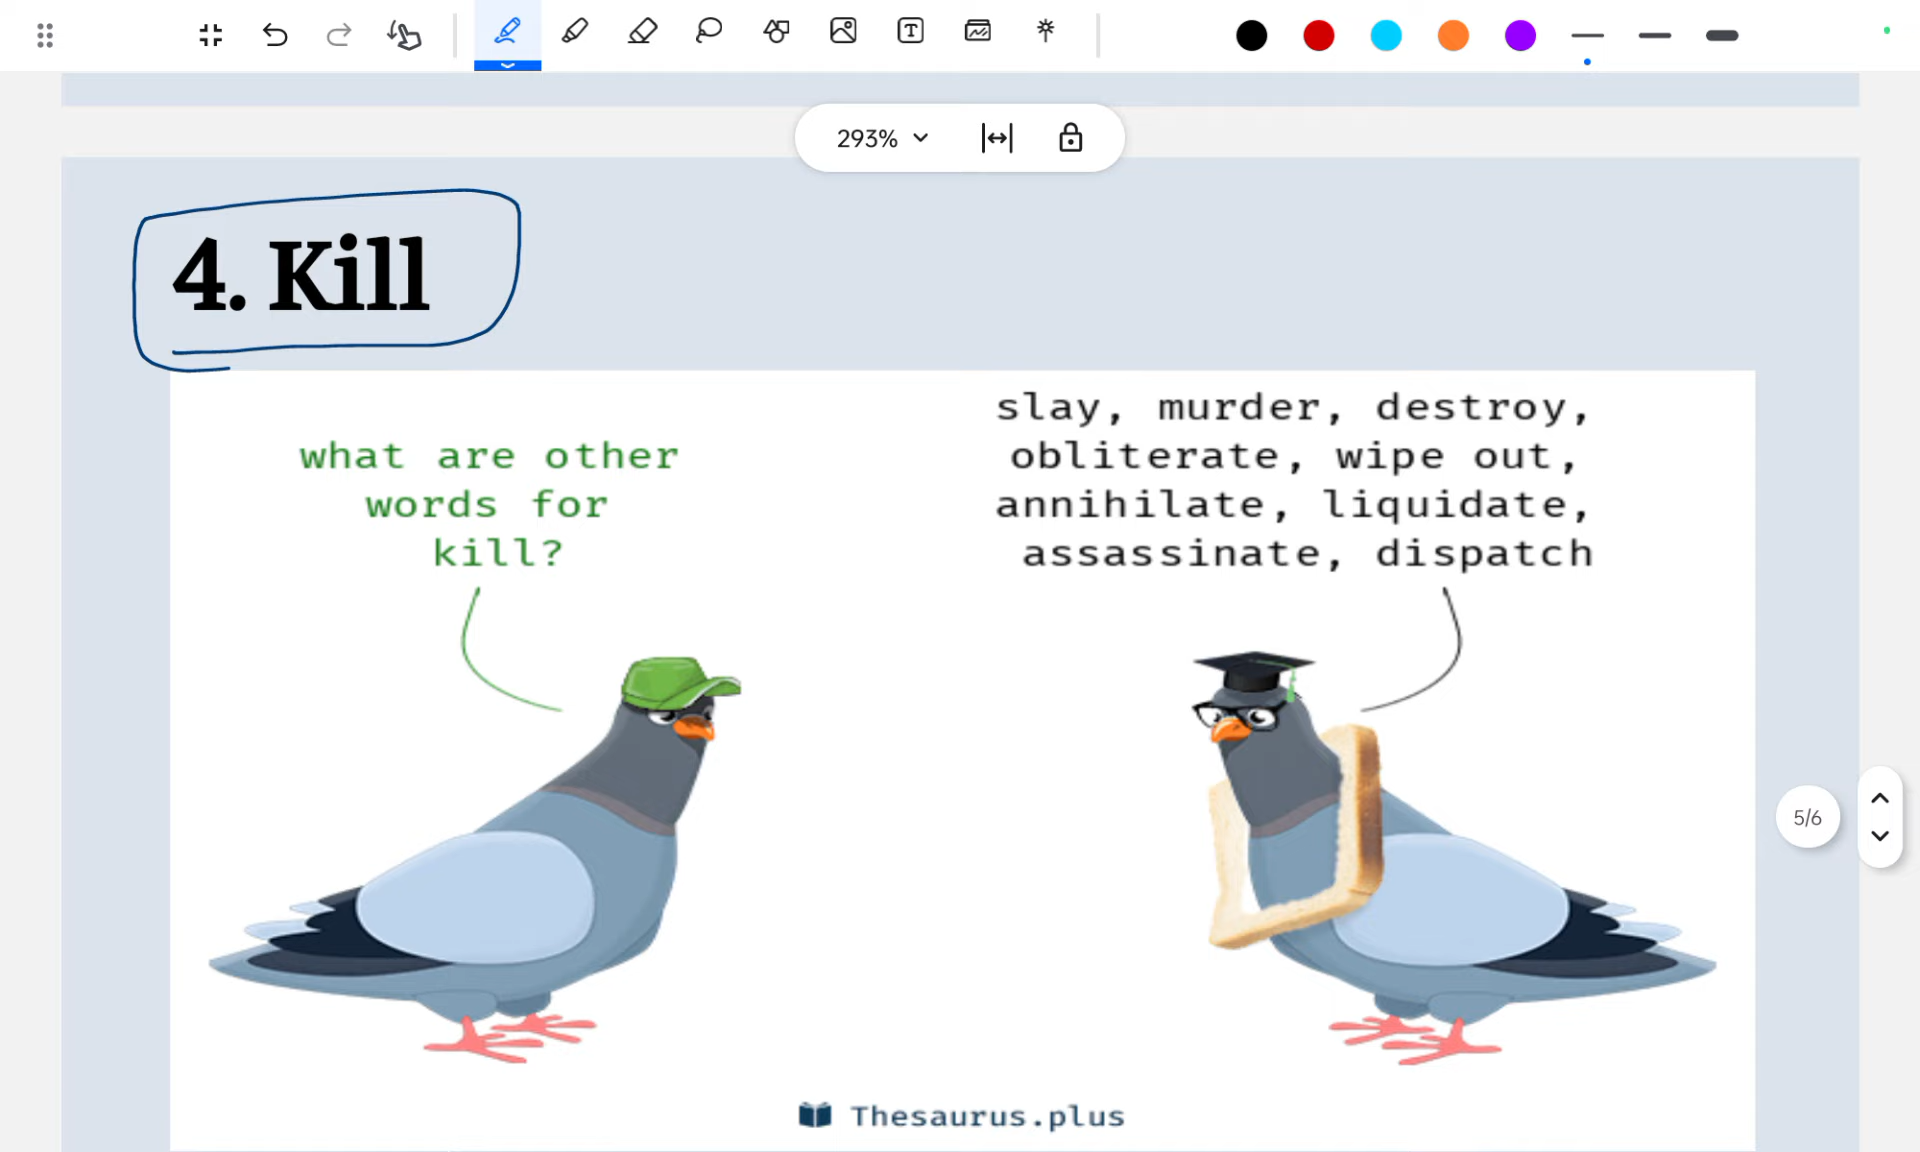 293%
4. Kill
what are other
words for
kill?
slay, murder, destroy,
obliterate, wipe out,
annihilate, liquidate,
assassinate, dispatch
5/6
Thesaurus.plus